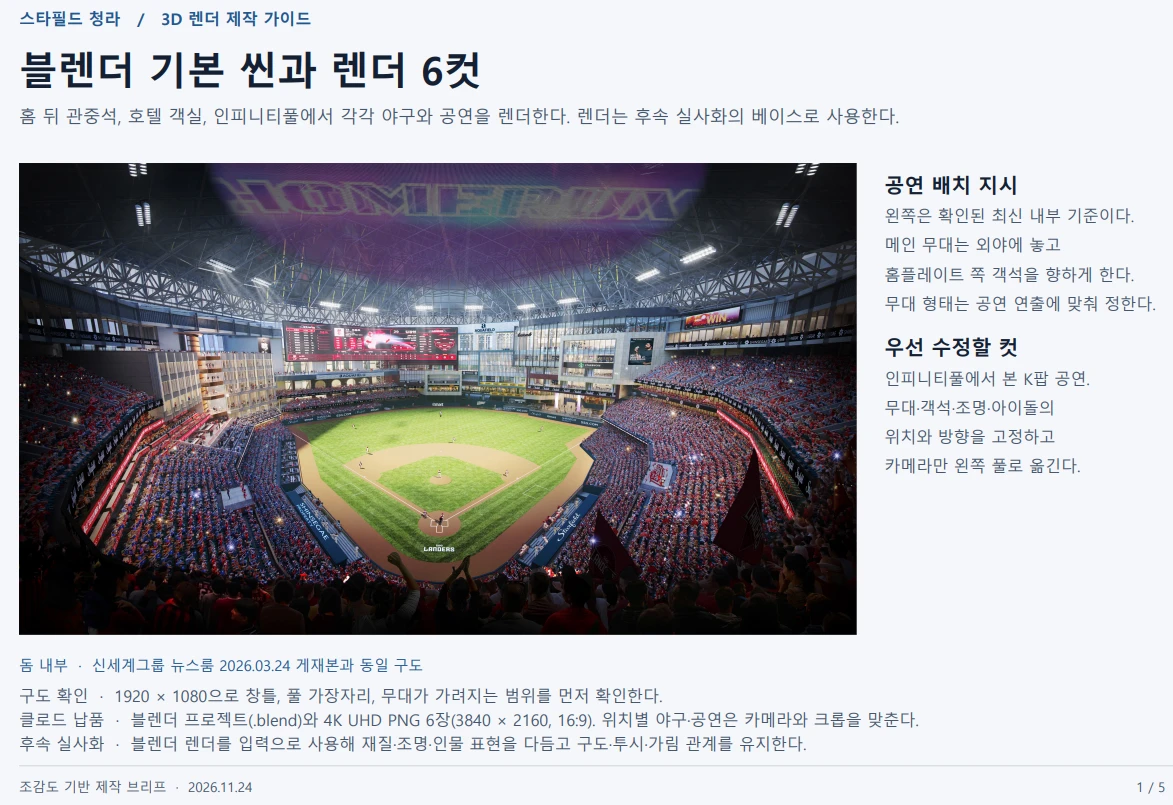 스타필드 청라 / 3D 렌더 제작 가이드
블렌더 기본 씬과 렌더 6컷
홈 뒤 관중석, 호텔 객실, 인피니티풀에서 각각 야구와 공연을 렌더한다. 렌더는 후속 실사화의 베이스로 사용한다.
HOMERUN
WIN
LANDERS
SHINSEGAE
Starfield
공연 배치 지시
왼쪽은 확인된 최신 내부 기준이다.
메인 무대는 외야에 놓고
홈플레이트 쪽 객석을 향하게 한다.
무대 형태는 공연 연출에 맞춰 정한다.
우선 수정할 컷
인피니티풀에서 본 K팝 공연.
무대·객석·조명·아이돌의
위치와 방향을 고정하고
카메라만 왼쪽 풀로 옮긴다.
돔 내부 · 신세계그룹 뉴스룸 2026.03.24 게재본과 동일 구도
구도 확인 · 1920 × 1080으로 창틀, 풀 가장자리, 무대가 가려지는 범위를 먼저 확인한다.
클로드 납품 · 블렌더 프로젝트(.blend)와 4K UHD PNG 6장(3840 × 2160, 16:9). 위치별 야구·공연은 카메라와 크롭을 맞춘다.
후속 실사화 · 블렌더 렌더를 입력으로 사용해 재질·조명·인물 표현을 다듬고 구도·투시·가림 관계를 유지한다.
조감도 기반 제작 브리프 · 2026.11.24
1 / 5